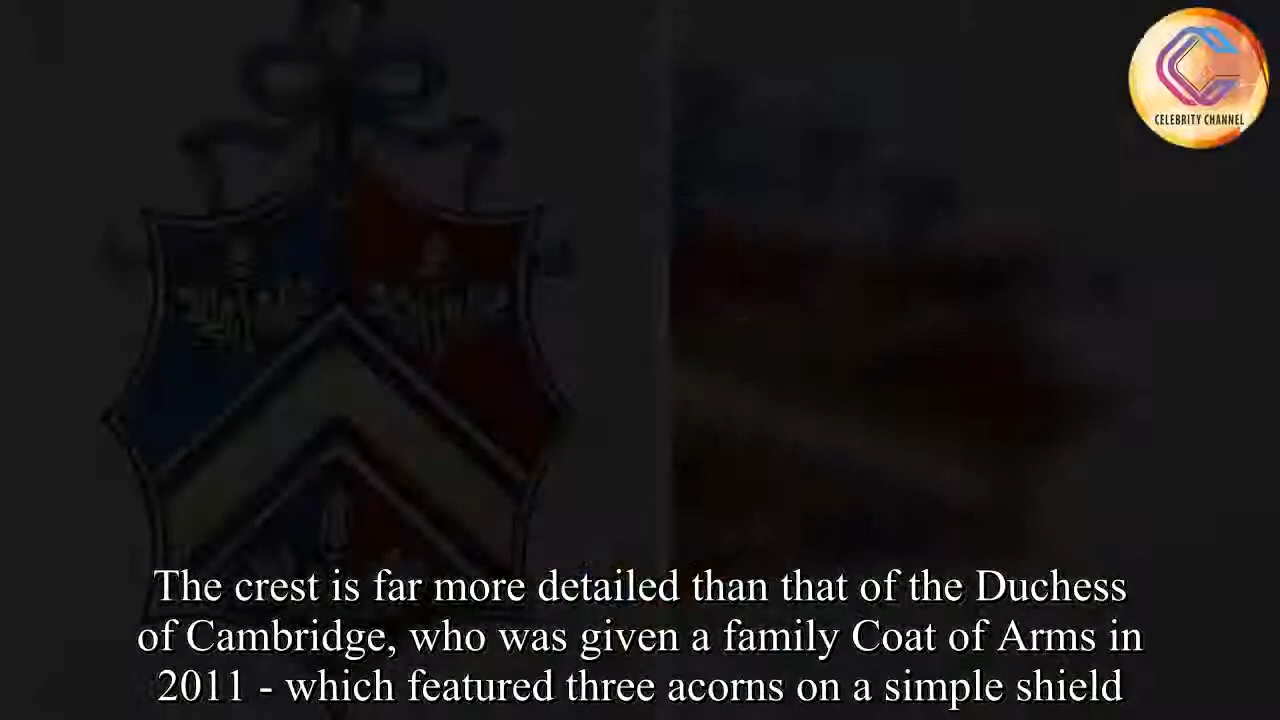 CELEBRITY CHANNEL
The crest is far more detailed than that of the Duchess
of Cambridge, who was given a family Coat of Arms in
2011 - which featured three acorns on a simple shield